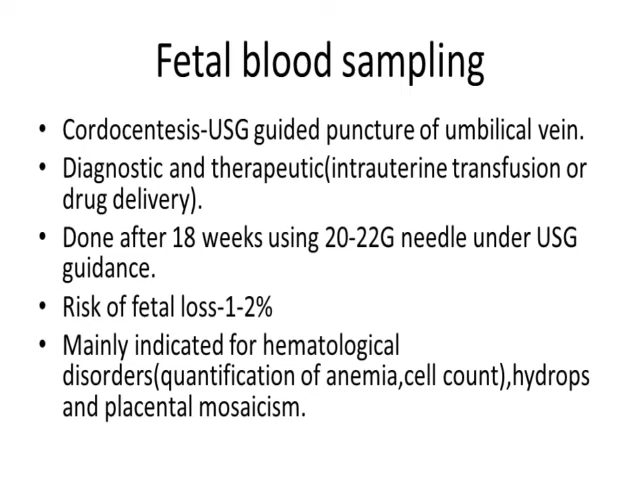 Fetal blood sampling
• Cordocentesis-USG guided puncture of umbilical vein.
• Diagnostic and therapeutic(intrauterine transfusion or
drug delivery).
• Done after 18 weeks using 20-22G needle under USG
guidance.
• Risk of fetal loss-1-2%
• Mainly indicated for hematological
disorders(quantification of anemia,cell count),hydrops
and placental mosaicism.